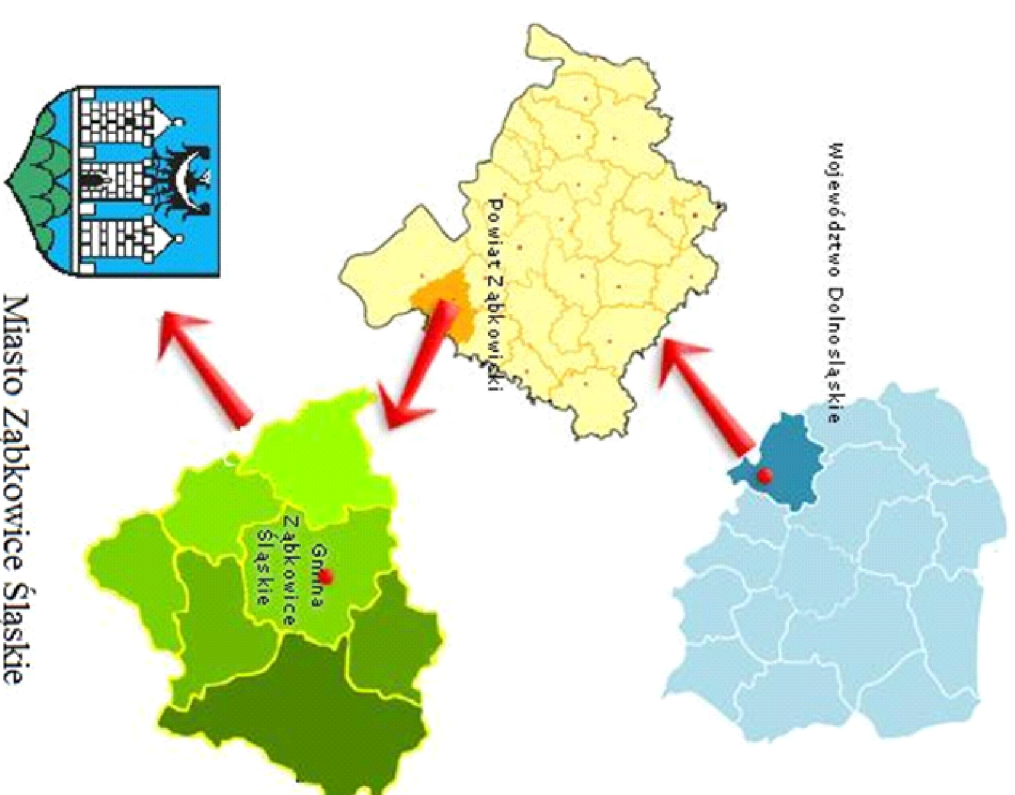 Województwo Dolnośląskie
Powiat Ząbkowicki
Gmina
Ząbkowice
Śląskie
Miasto Ząbkowice Śląskie